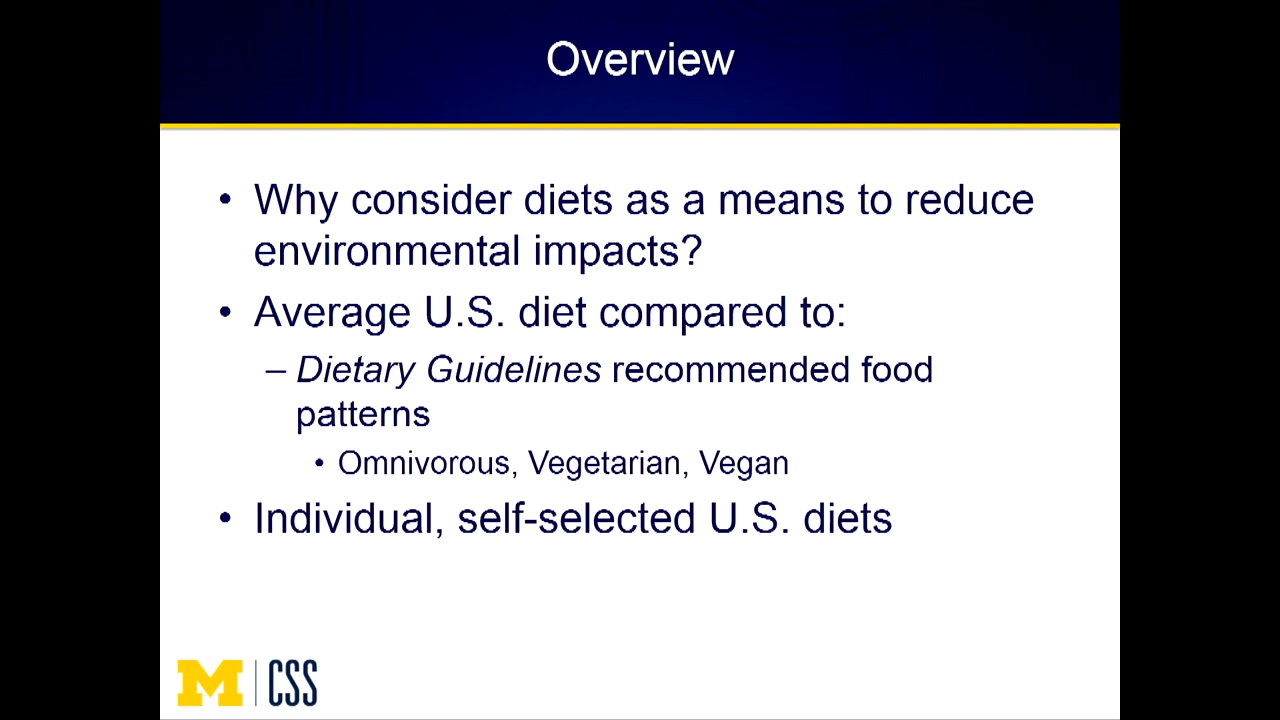 Overview
• Why consider diets as a means to reduce
environmental impacts?
• Average U.S. diet compared to:
– Dietary Guidelines recommended food
patterns
• Omnivorous, Vegetarian, Vegan
• Individual, self-selected U.S. diets
M | CSS